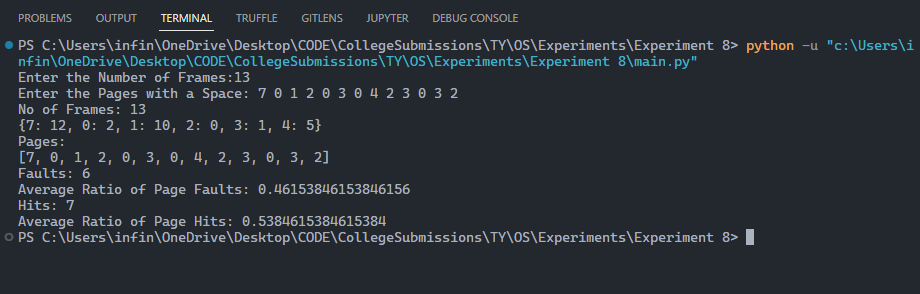 PROBLEMS OUTPUT TERMINAL TRUFFLE GITLENS JUPYTER DEBUG CONSOLE
PS C:\Users\infin\OneDrive\Desktop\CODE\CollegeSubmissions\TY\OS\Experiments\Experiment 8> python -u "c:\Users\i
nfin\OneDrive\Desktop\CODE\CollegeSubmissions\TY\OS\Experiments\Experiment 8\main.py"
Enter the Number of Frames:13
Enter the Pages with a Space: 7 0 1 2 0 3 0 4 2 3 0 3 2
No of Frames: 13
{7: 12, 0: 2, 1: 10, 2: 0, 3: 1, 4: 5}
Pages:
[7, 0, 1, 2, 0, 3, 0, 4, 2, 3, 0, 3, 2]
Faults: 6
Average Ratio of Page Faults: 0.46153846153846156
Hits: 7
Average Ratio of Page Hits: 0.5384615384615384
PS C:\Users\infin\OneDrive\Desktop\CODE\CollegeSubmissions\TY\OS\Experiments\Experiment 8>